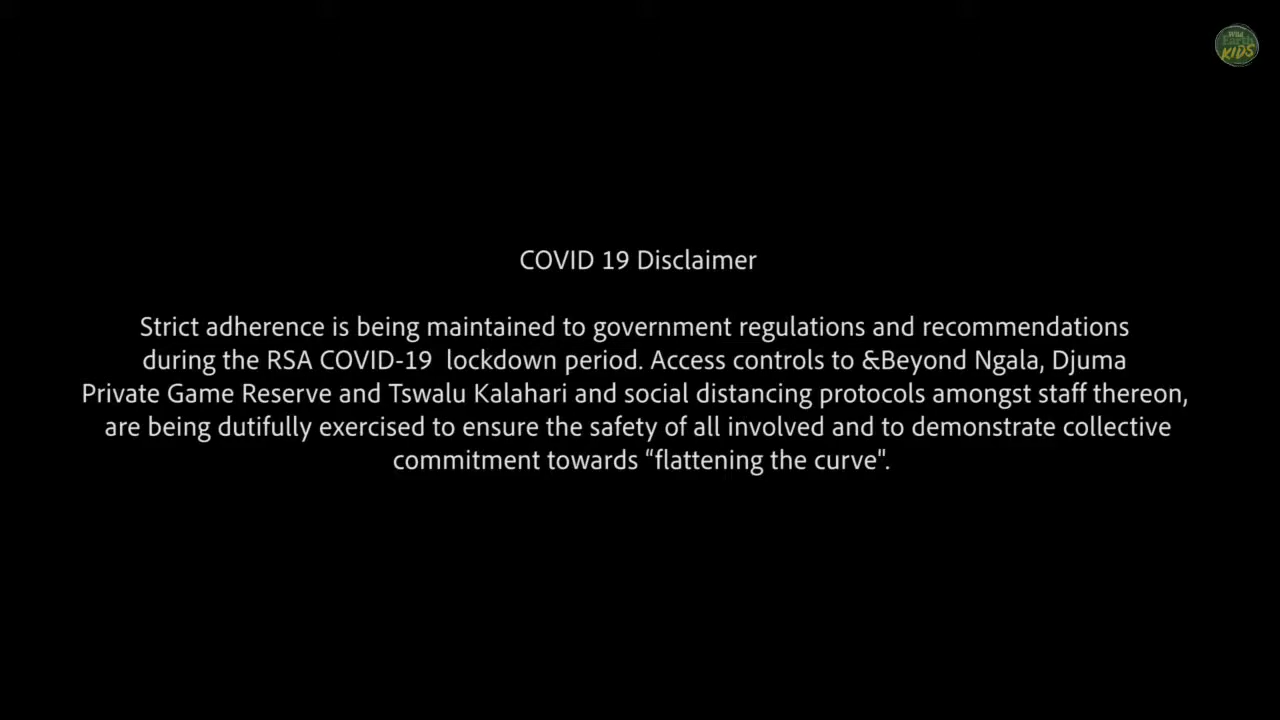 Wild
Earth
KIDS
COVID 19 Disclaimer
Strict adherence is being maintained to government regulations and recommendations
during the RSA COVID-19  lockdown period. Access controls to &Beyond Ngala, Djuma
Private Game Reserve and Tswalu Kalahari and social distancing protocols amongst staff thereon,
are being dutifully exercised to ensure the safety of all involved and to demonstrate collective
commitment towards “flattening the curve".